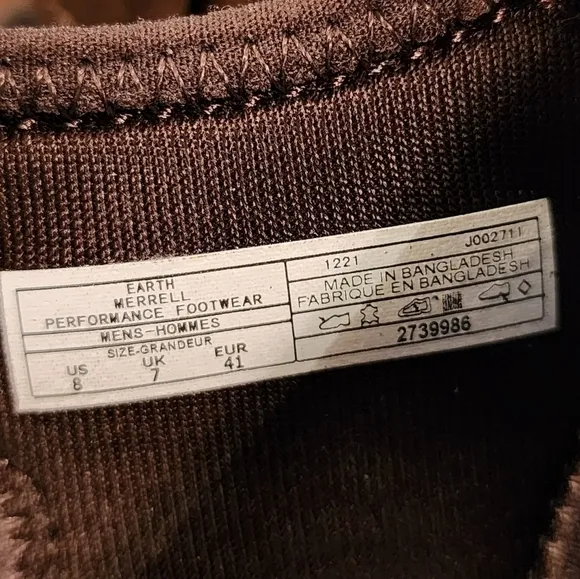 EARTH
MERRELL
PERFORMANCE FOOTWEAR
MENS-HOMMES
SIZE-GRANDEUR
US UK EUR
8 7 41
1221 J002711
MADE IN BANGLADESH
FABRIQUE EN BANGLADESH
2739986